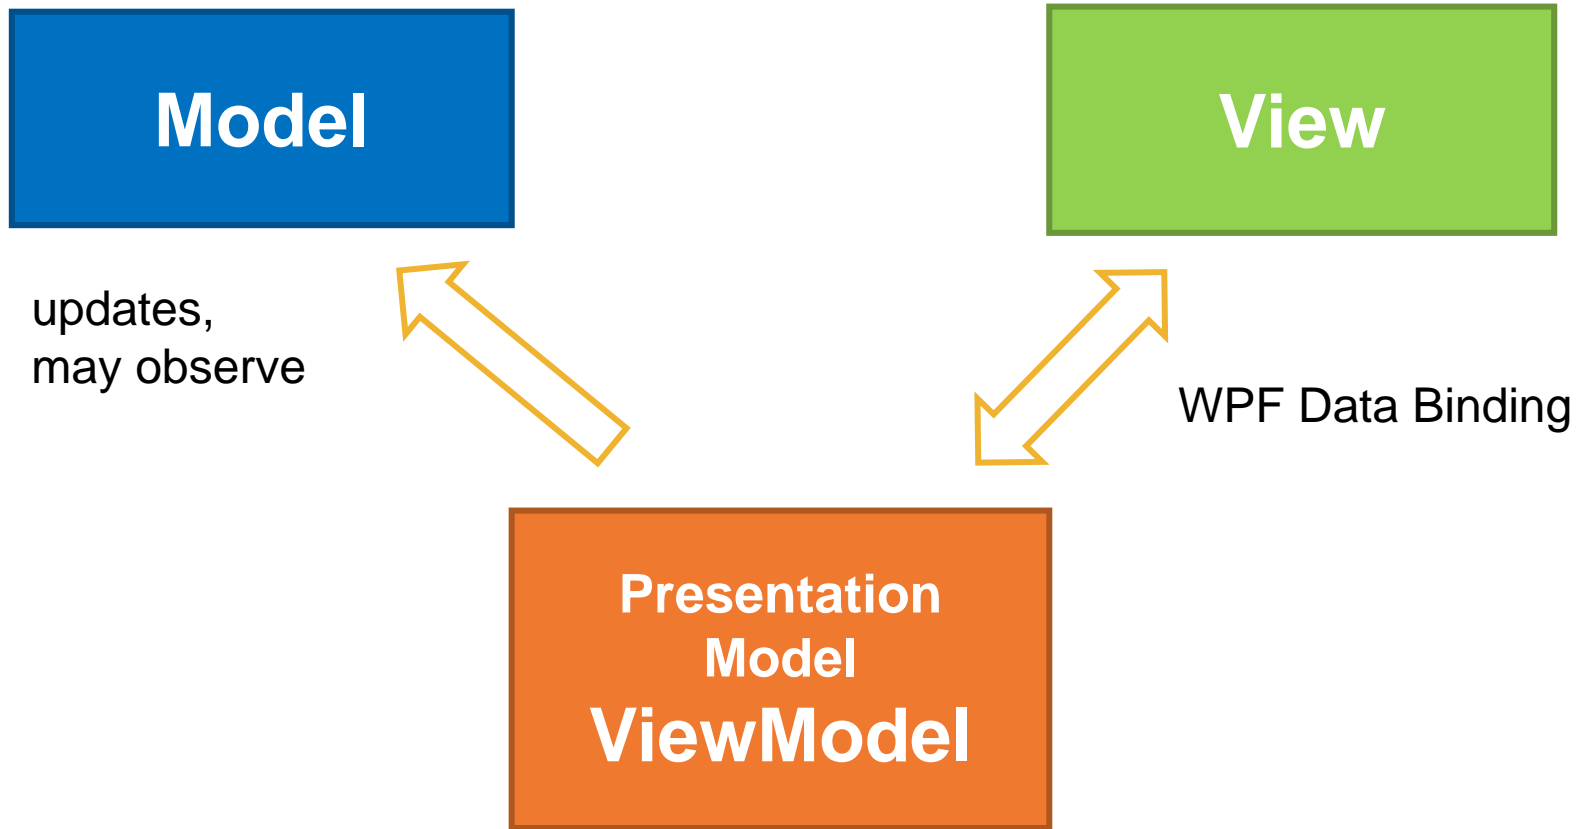 Model
View
updates,
may observe
WPF Data Binding
Presentation
Model
ViewModel